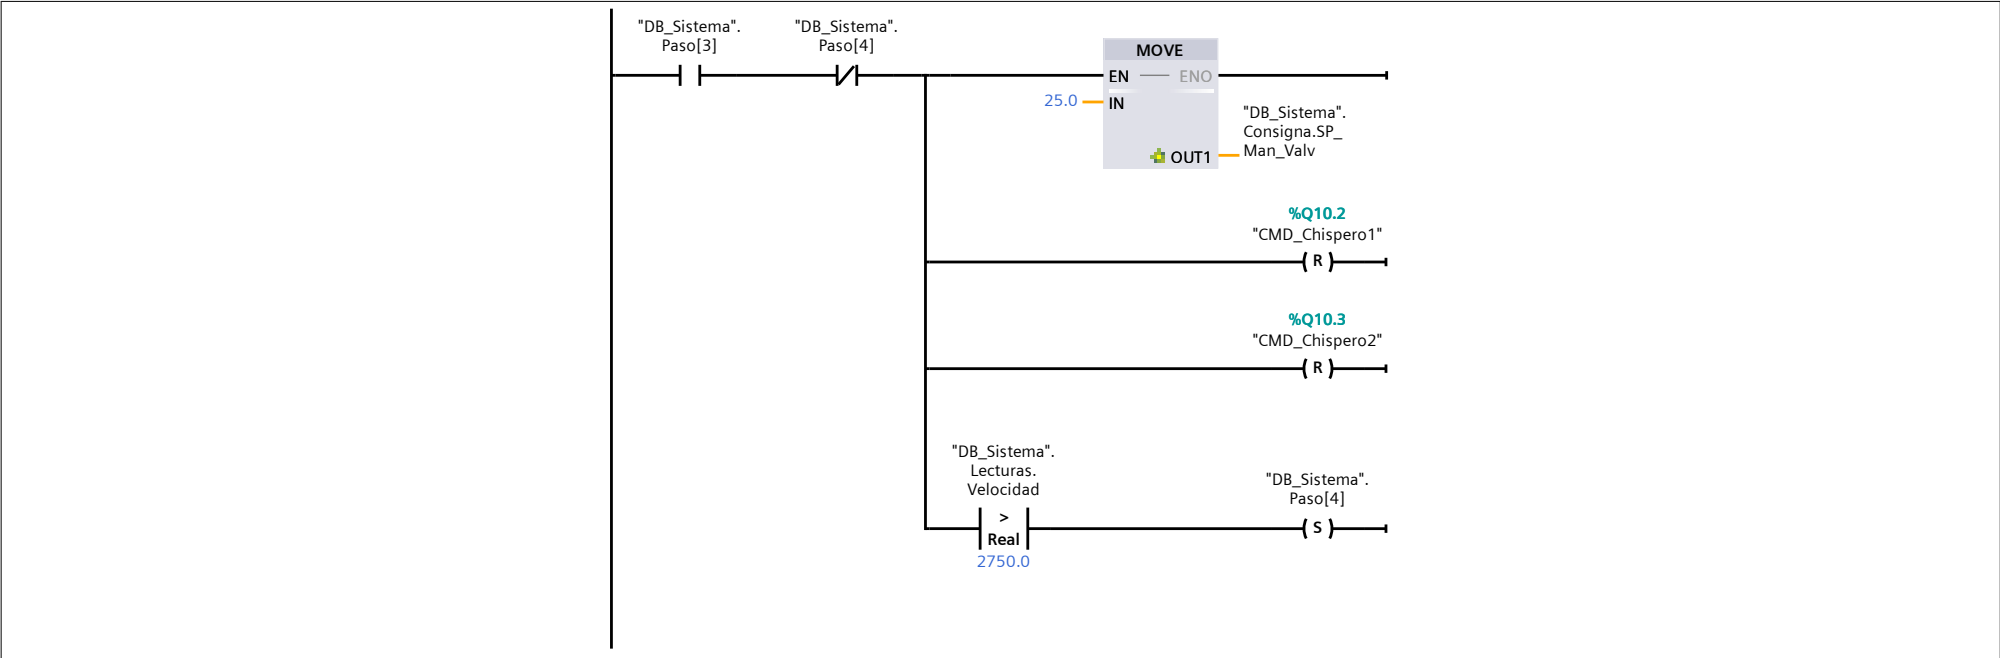 "DB_Sistema".
Paso[3]
"DB_Sistema".
Paso[4]
MOVE
EN
ENO
25.0
IN
OUT1
"DB_Sistema".
Consigna.SP_
Man_Valv
%Q10.2
"CMD_Chispero1"
R
%Q10.3
"CMD_Chispero2"
R
"DB_Sistema".
Lecturas.
Velocidad
>
Real
2750.0
"DB_Sistema".
Paso[4]
S